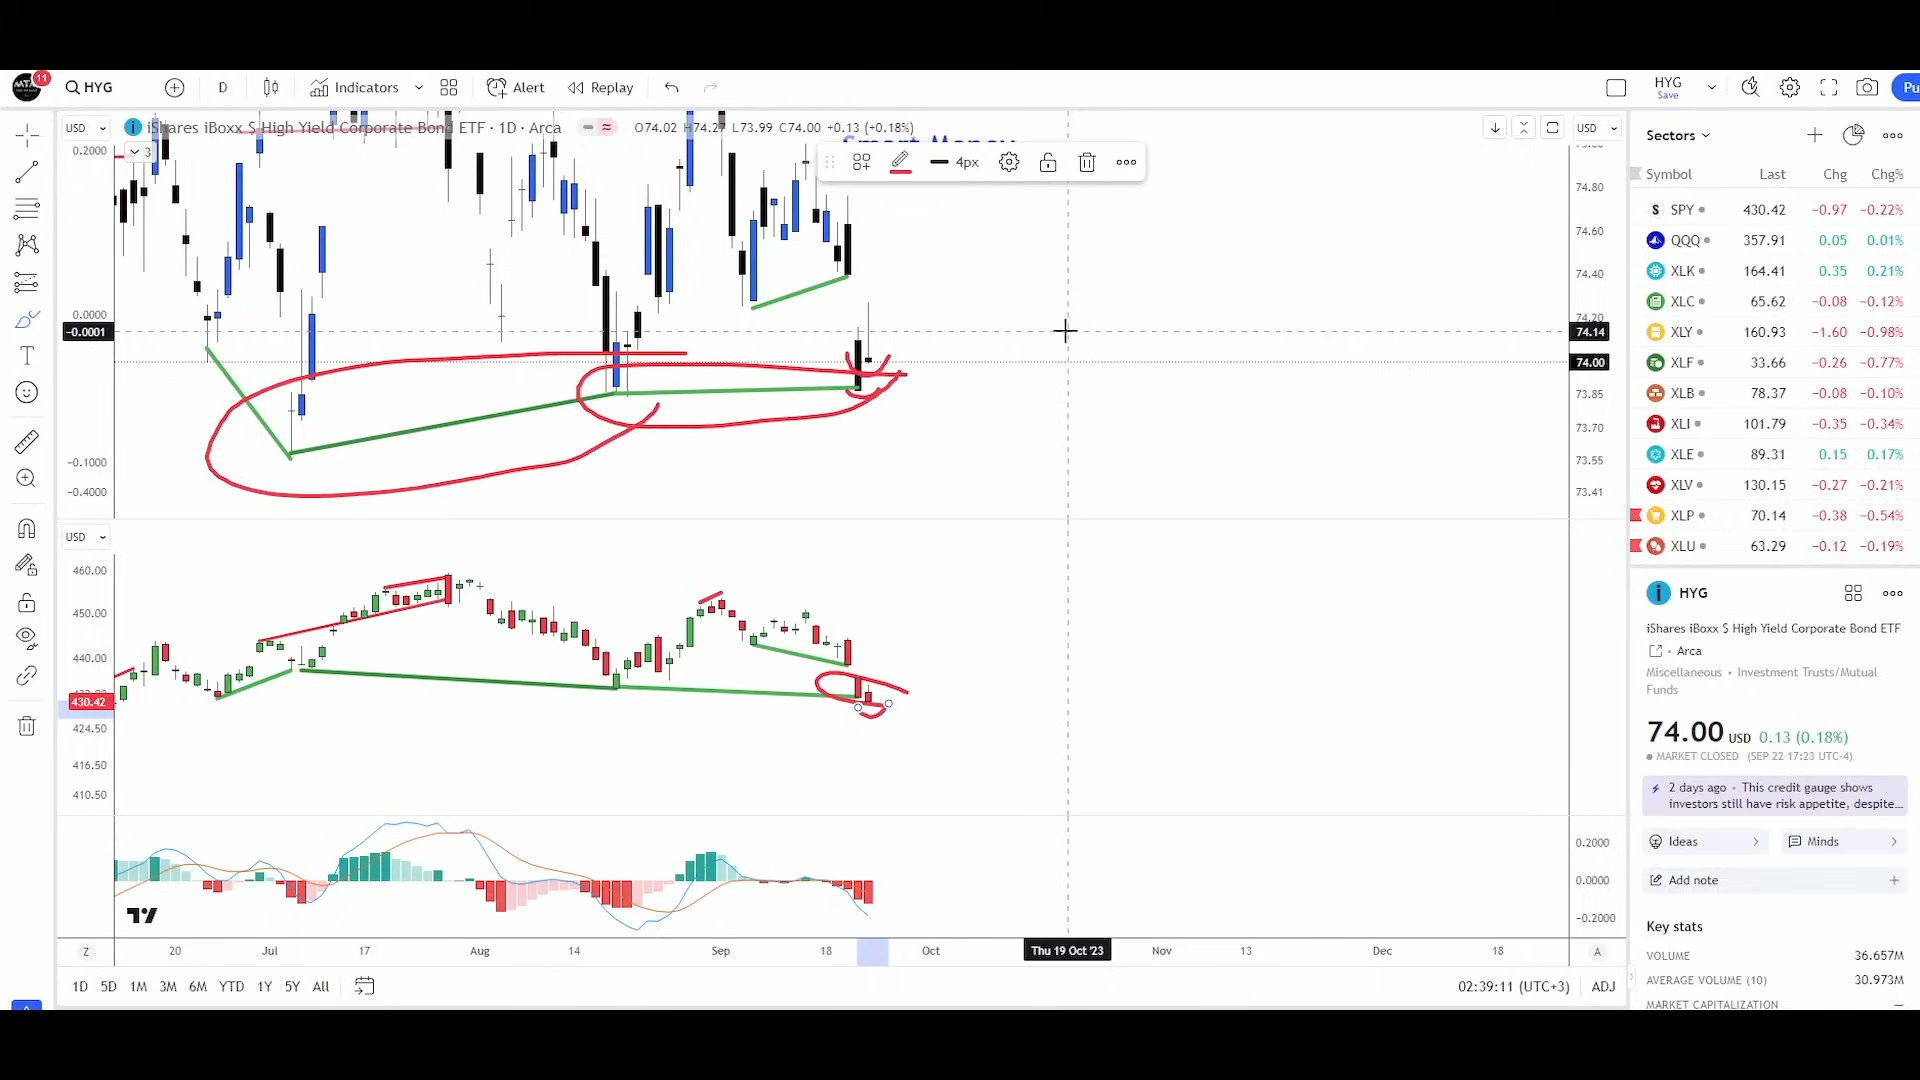 11
HYG
D
Indicators
Alert
Replay
HYG
Save
Pu
USD
iShares iBoxx $ High Yield Corporate Bond ETF · 1D · Arca
O74.02 H74.27 L73.99 C74.00 +0.13 (+0.18%)
3
Smart Money
4px
USD
0.2000
0.0000
−0.0001
−0.1000
−0.4000
74.80
74.60
74.40
74.20
74.14
74.00
73.85
73.70
73.55
73.41
USD
460.00
450.00
440.00
430.42
424.50
416.50
410.50
0.2000
0.0000
−0.2000
Z
20
Jul
17
Aug
14
Sep
18
Oct
Thu 19 Oct '23
Nov
13
Dec
18
A
1D 5D 1M 3M 6M YTD 1Y 5Y All
02:39:11 (UTC+3)
ADJ
Sectors
Symbol Last Chg Chg%
SPY 430.42 −0.97 −0.22%
QQQ 357.91 0.05 0.01%
XLK 164.41 0.35 0.21%
XLC 65.62 −0.08 −0.12%
XLY 160.93 −1.60 −0.98%
XLF 33.66 −0.26 −0.77%
XLB 78.37 −0.08 −0.10%
XLI 101.79 −0.35 −0.34%
XLE 89.31 0.15 0.17%
XLV 130.15 −0.27 −0.21%
XLP 70.14 −0.38 −0.54%
XLU 63.29 −0.12 −0.19%
HYG
iShares iBoxx $ High Yield Corporate Bond ETF
Arca
Miscellaneous • Investment Trusts/Mutual
Funds
74.00 USD 0.13 (0.18%)
MARKET CLOSED (SEP 22 17:23 UTC-4)
2 days ago • This credit gauge shows
investors still have risk appetite, despite...
Ideas
Minds
Add note
Key stats
VOLUME 36.657M
AVERAGE VOLUME (10) 30.973M
MARKET CAPITALIZATION —